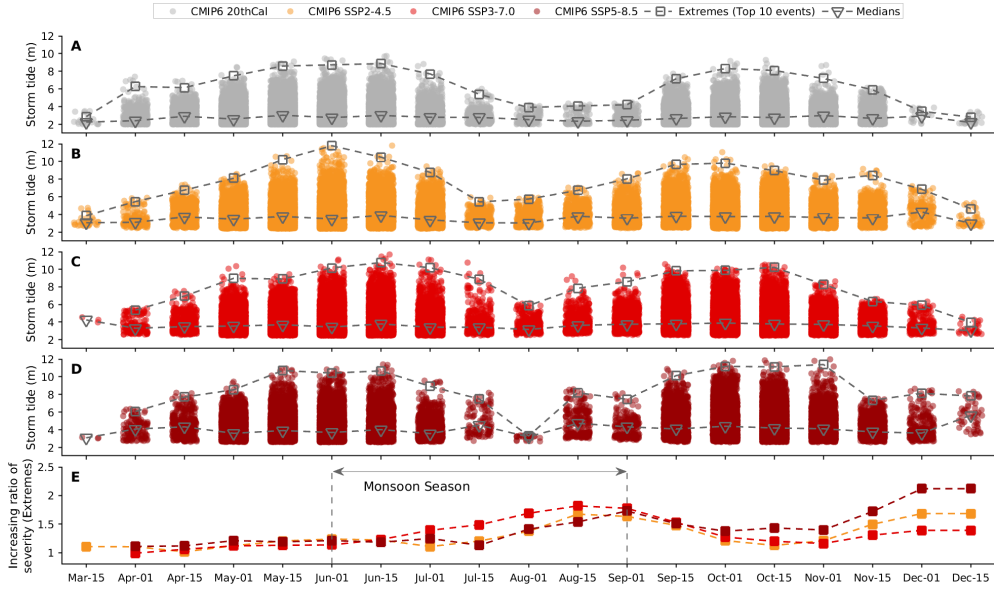 CMIP6 20thCal CMIP6 SSP2-4.5 CMIP6 SSP3-7.0 CMIP6 SSP5-8.5 Extremes (Top 10 events) Medians
A
Storm tide (m)
12
10
8
6
4
2
B
Storm tide (m)
12
10
8
6
4
2
C
Storm tide (m)
12
10
8
6
4
2
D
Storm tide (m)
12
10
8
6
4
2
E
Increasing ratio of
severity (Extremes)
2.5
2
1.5
1
Monsoon Season
Mar-15 Apr-01 Apr-15 May-01 May-15 Jun-01 Jun-15 Jul-01 Jul-15 Aug-01 Aug-15 Sep-01 Sep-15 Oct-01 Oct-15 Nov-01 Nov-15 Dec-01 Dec-15